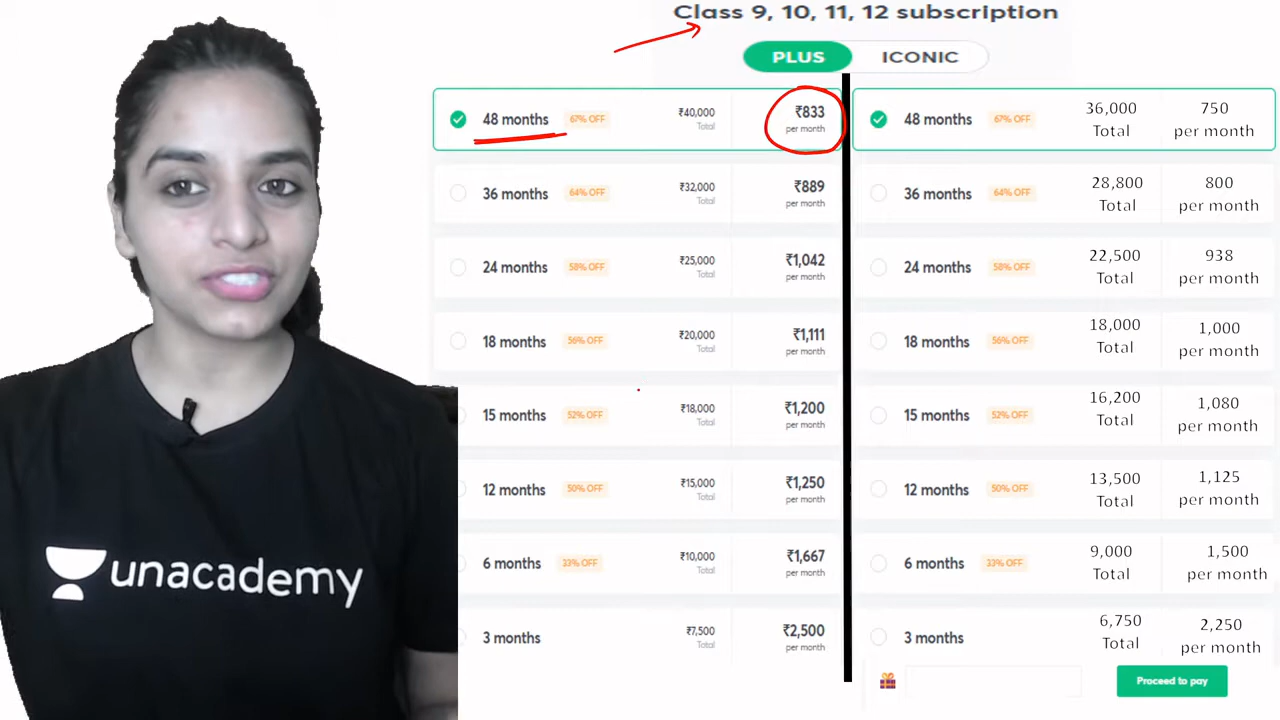 Class 9, 10, 11, 12 subscription
PLUS ICONIC
48 months 67% OFF ₹40,000 Total ₹833 per month
36 months 64% OFF ₹32,000 Total ₹889 per month
24 months 58% OFF ₹25,000 Total ₹1,042 per month
18 months 56% OFF ₹20,000 Total ₹1,111 per month
15 months 52% OFF ₹18,000 Total ₹1,200 per month
12 months 50% OFF ₹15,000 Total ₹1,250 per month
6 months 33% OFF ₹10,000 Total ₹1,667 per month
3 months ₹7,500 Total ₹2,500 per month
48 months 67% OFF 36,000 Total 750 per month
36 months 64% OFF 28,800 Total 800 per month
24 months 58% OFF 22,500 Total 938 per month
18 months 56% OFF 18,000 Total 1,000 per month
15 months 52% OFF 16,200 Total 1,080 per month
12 months 50% OFF 13,500 Total 1,125 per month
6 months 33% OFF 9,000 Total 1,500 per month
3 months 6,750 Total 2,250 per month
Proceed to pay
unacademy